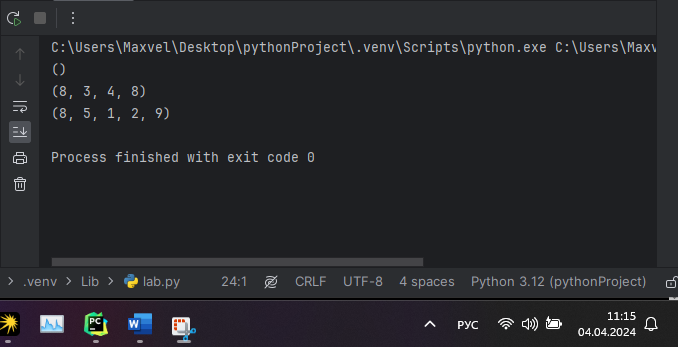 C:\Users\Maxvel\Desktop\pythonProject\.venv\Scripts\python.exe C:\Users\Maxve
()
(8, 3, 4, 8)
(8, 5, 1, 2, 9)
Process finished with exit code 0
> .venv > Lib > lab.py 24:1 CRLF UTF-8 4 spaces Python 3.12 (pythonProject)
PC W РУС 11:15
04.04.2024